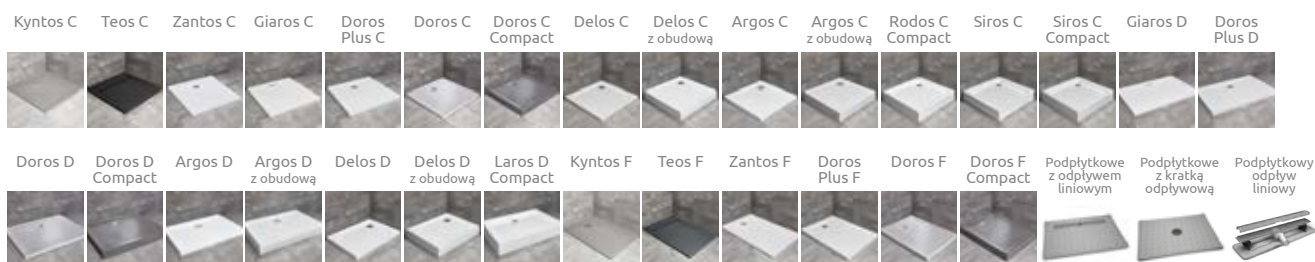 Kyntos C
Teos C
Zantos C
Giaros C
Doros
Plus C
Doros C
Doros C
Compact
Delos C
Delos C
z obudową
Argos C
Argos C
z obudową
Rodos C
Compact
Siros C
Siros C
Compact
Giaros D
Doros
Plus D
Doros D
Doros D
Compact
Argos D
Argos D
z obudową
Delos D
Delos D
z obudową
Laros D
Compact
Kyntos F
Teos F
Zantos F
Doros
Plus F
Doros F
Doros F
Compact
Podpłytkowe
z odpływem
liniowym
Podpłytkowe
z kratką
odpływową
Podpłytkowy
odpływ
liniowy